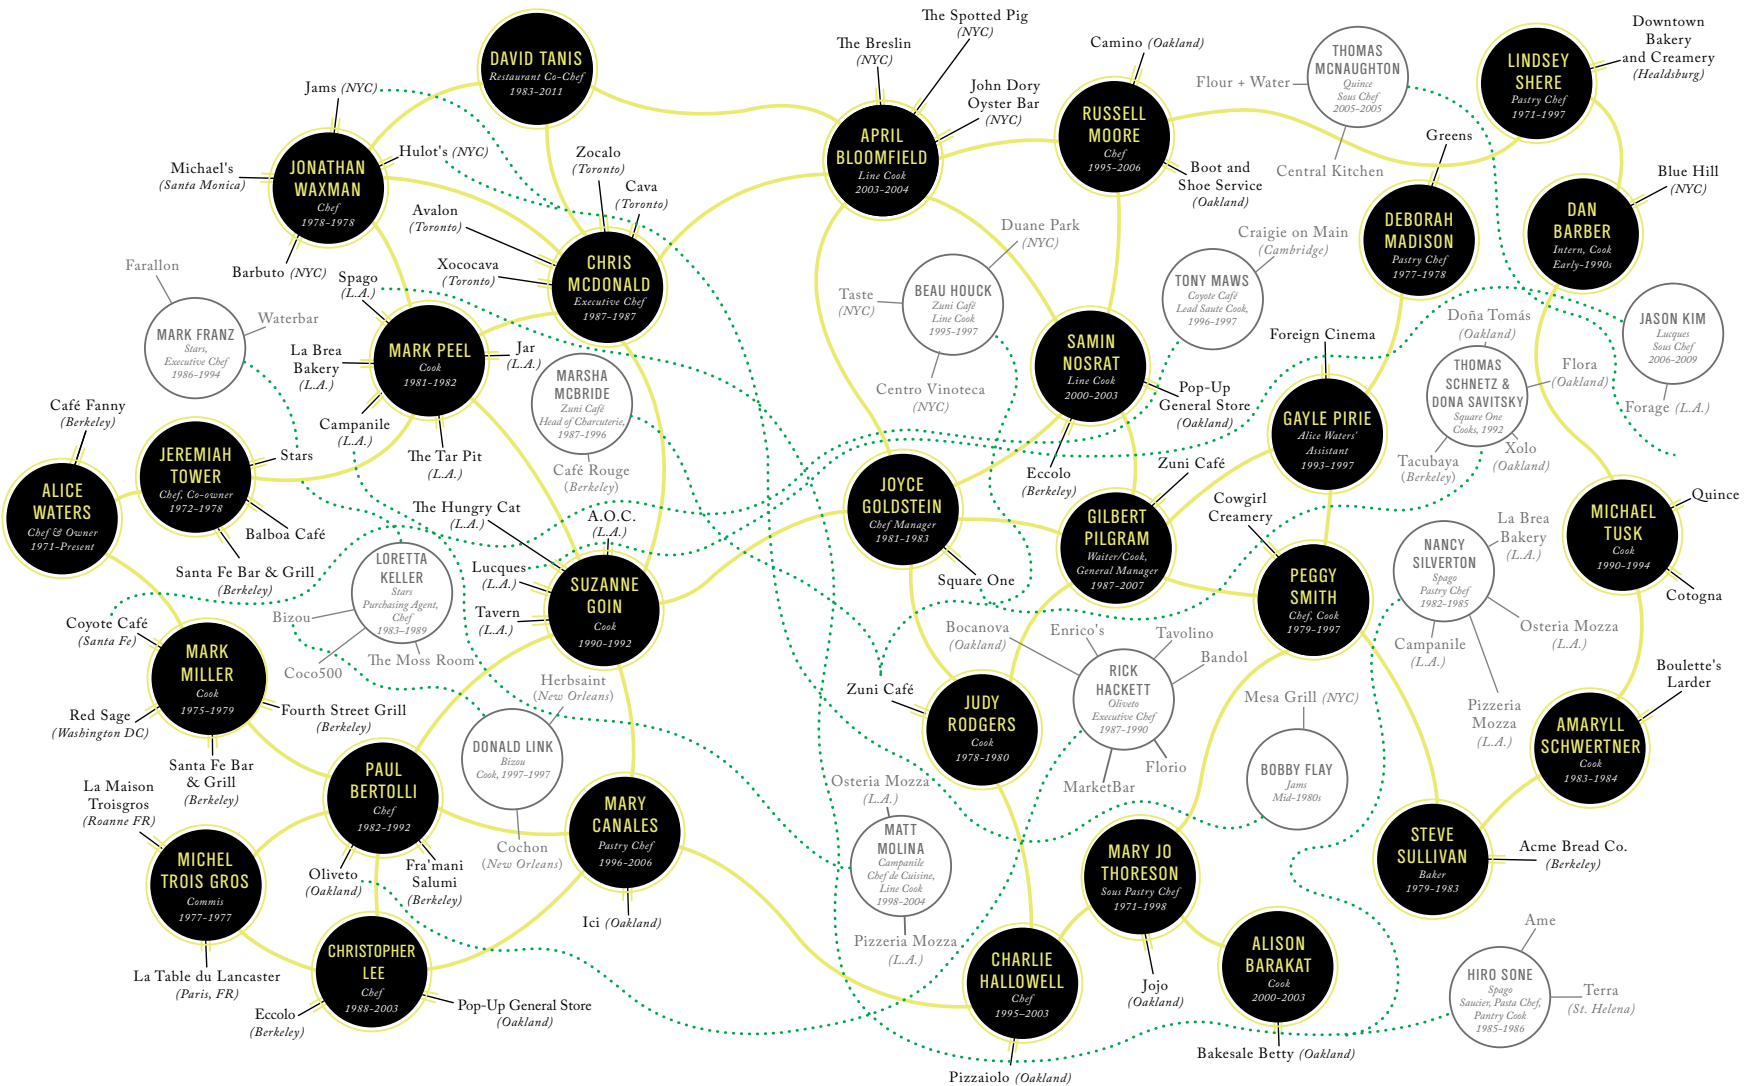 DAVID TANIS
Restaurant Co-Chef
1983-2011
Jams (NYC)
Hulot's (NYC)
Michael's
(Santa Monica)
JONATHAN
WAXMAN
Chef
1978-1978
Barbuto (NYC)
Zocalo
(Toronto)
Cava
(Toronto)
Avalon
(Toronto)
Xococava
(Toronto)
CHRIS
MCDONALD
Executive Chef
1987-1987
The Breslin
(NYC)
The Spotted Pig
(NYC)
John Dory
Oyster Bar
(NYC)
APRIL
BLOOMFIELD
Line Cook
2003-2004
Camino (Oakland)
RUSSELL
MOORE
Chef
1995-2006
Boot and
Shoe Service
(Oakland)
THOMAS
MCNAUGHTON
Quince
Sous Chef
2005-2005
Flour + Water
Central Kitchen
LINDSEY
SHERE
Pastry Chef
1971-1997
Downtown
Bakery
and Creamery
(Healdsburg)
Greens
DEBORAH
MADISON
Pastry Chef
1977-1978
Blue Hill
(NYC)
DAN
BARBER
Intern, Cook
Early-1990s
Farallon
Waterbar
MARK FRANZ
Stars,
Executive Chef
1986-1994
Spago
(L.A.)
La Brea
Bakery
(L.A.)
Jar
(L.A.)
MARK PEEL
Cook
1981-1982
Campanile
(L.A.)
The Tar Pit
(L.A.)
MARSHA
MCBRIDE
Zuni Café
Head of Charcuterie,
1987-1996
Café Rouge
(Berkeley)
Duane Park
(NYC)
Taste
(NYC)
BEAU HOUCK
Zuni Café
Line Cook
1995-1997
Centro Vinoteca
(NYC)
Craigie on Main
(Cambridge)
TONY MAWS
Coyote Café
Lead Saute Cook,
1996-1997
SAMIN
NOSRAT
Line Cook
2000-2003
Pop-Up
General Store
(Oakland)
Eccolo
(Berkeley)
Foreign Cinema
GAYLE PIRIE
Alice Waters'
Assistant
1993-1997
Doña Tomás
(Oakland)
Flora
(Oakland)
THOMAS
SCHNETZ &
DONA SAVITSKY
Square One
Cooks, 1992
Tacubaya
(Berkeley)
Xolo
(Oakland)
JASON KIM
Lucques
Sous Chef
2006-2009
Forage (L.A.)
Café Fanny
(Berkeley)
ALICE
WATERS
Chef & Owner
1971-Present
JEREMIAH
TOWER
Chef, Co-owner
1972-1978
Stars
Balboa Café
Santa Fe Bar & Grill
(Berkeley)
LORETTA
KELLER
Stars
Purchasing Agent,
Chef
1983-1989
Bizou
Coco500
The Moss Room
The Hungry Cat
(L.A.)
A.O.C.
(L.A.)
Lucques
(L.A.)
Tavern
(L.A.)
SUZANNE
GOIN
Cook
1990-1992
JOYCE
GOLDSTEIN
Chef Manager
1981-1983
Square One
Zuni Café
GILBERT
PILGRAM
Waiter/Cook,
General Manager
1987-2007
Cowgirl
Creamery
PEGGY
SMITH
Chef, Cook
1979-1997
La Brea
Bakery
(L.A.)
NANCY
SILVERTON
Spago
Pastry Chef
1982-1985
Campanile
(L.A.)
Osteria Mozza
(L.A.)
Pizzeria
Mozza
(L.A.)
Quince
MICHAEL
TUSK
Cook
1990-1994
Cotogna
Coyote Café
(Santa Fe)
MARK
MILLER
Cook
1975-1979
Red Sage
(Washington DC)
Fourth Street Grill
(Berkeley)
Santa Fe Bar
& Grill
(Berkeley)
Herbsaint
(New Orleans)
DONALD LINK
Bizou
Cook, 1997-1997
Cochon
(New Orleans)
Zuni Café
JUDY
RODGERS
Cook
1978-1980
Bocanova
(Oakland)
Enrico's
Tavolino
Bandol
RICK
HACKETT
Oliveto
Executive Chef
1987-1990
Florio
MarketBar
Mesa Grill (NYC)
BOBBY FLAY
Jams
Mid-1980s
Boulette's
Larder
AMARYLL
SCHWERTNER
Cook
1983-1984
La Maison
Troisgros
(Roanne FR)
MICHEL
TROIS GROS
Commis
1977-1977
La Table du Lancaster
(Paris, FR)
PAUL
BERTOLLI
Chef
1982-1992
Oliveto
(Oakland)
Fra'mani
Salumi
(Berkeley)
MARY
CANALES
Pastry Chef
1996-2006
Ici (Oakland)
Osteria Mozza
(L.A.)
MATT
MOLINA
Campanile
Chef de Cuisine,
Line Cook
1998-2004
Pizzeria Mozza
(L.A.)
MARY JO
THORESON
Sous Pastry Chef
1971-1998
Jojo
(Oakland)
STEVE
SULLIVAN
Baker
1979-1983
Acme Bread Co.
(Berkeley)
CHRISTOPHER
LEE
Chef
1988-2003
Eccolo
(Berkeley)
Pop-Up General Store
(Oakland)
CHARLIE
HALLOWELL
Chef
1995-2003
Pizzaiolo (Oakland)
ALISON
BARAKAT
Cook
2000-2003
Bakesale Betty (Oakland)
Ame
HIRO SONE
Spago
Saucier, Pasta Chef,
Pantry Cook
1985-1986
Terra
(St. Helena)